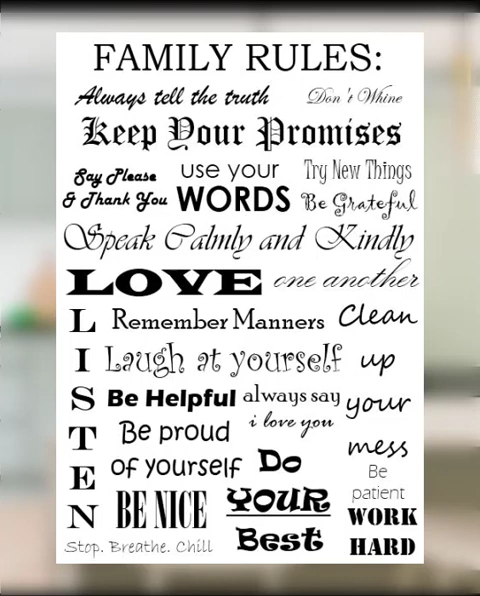 FAMILY RULES:
Always tell the truth
Don't Whine
Keep Your Promises
Say Please
& Thank You
use your
WORDS
Try New Things
Be Grateful
Speak Calmly and Kindly
LOVE one another
LISTEN
Remember Manners
Clean
up
your
mess
Laugh at yourself
Be Helpful
always say
i love you
Be proud
of yourself
Do
YOUR
Best
Be
patient
BE NICE
WORK
HARD
Stop. Breathe. Chill